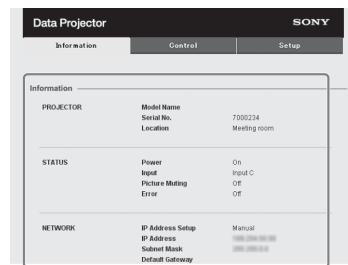 Data Projector SONY
Information Control Setup
Information
PROJECTOR Model Name
Serial No. 7000234
Location Meeting room
STATUS Power On
Input Input C
Picture Muting Off
Error Off
NETWORK IP Address Setup Manual
IP Address
Subnet Mask
Default Gateway